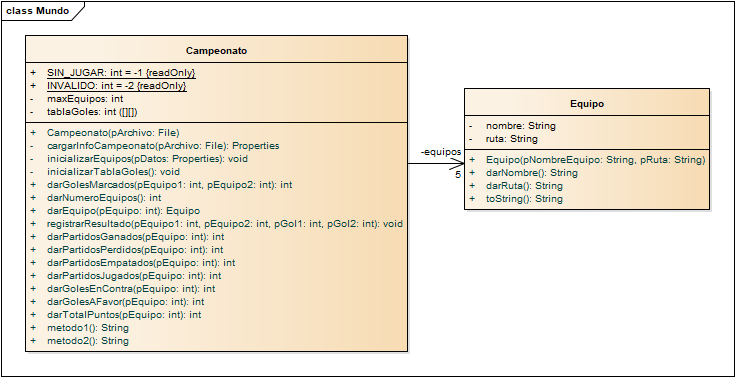 class Mundo
Campeonato
+ SIN_JUGAR: int = -1 {readOnly}
+ INVALIDO: int = -2 {readOnly}
- maxEquipos: int
- tablaGoles: int ([][])
+ Campeonato(pArchivo: File)
- cargarInfoCampeonato(pArchivo: File): Properties
- inicializarEquipos(pDatos: Properties): void
- inicializarTablaGoles(): void
+ darGolesMarcados(pEquipo1: int, pEquipo2: int): int
+ darNumeroEquipos(): int
+ darEquipo(pEquipo: int): Equipo
+ registrarResultado(pEquipo1: int, pEquipo2: int, pGol1: int, pGol2: int): void
+ darPartidosGanados(pEquipo: int): int
+ darPartidosPerdidos(pEquipo: int): int
+ darPartidosEmpatados(pEquipo: int): int
+ darPartidosJugados(pEquipo: int): int
+ darGolesEnContra(pEquipo: int): int
+ darGolesAFavor(pEquipo: int): int
+ darTotalPuntos(pEquipo: int): int
+ metodo1(): String
+ metodo2(): String
-equipos
5
Equipo
- nombre: String
- ruta: String
+ Equipo(pNombreEquipo: String, pRuta: String)
+ darNombre(): String
+ darRuta(): String
+ toString(): String